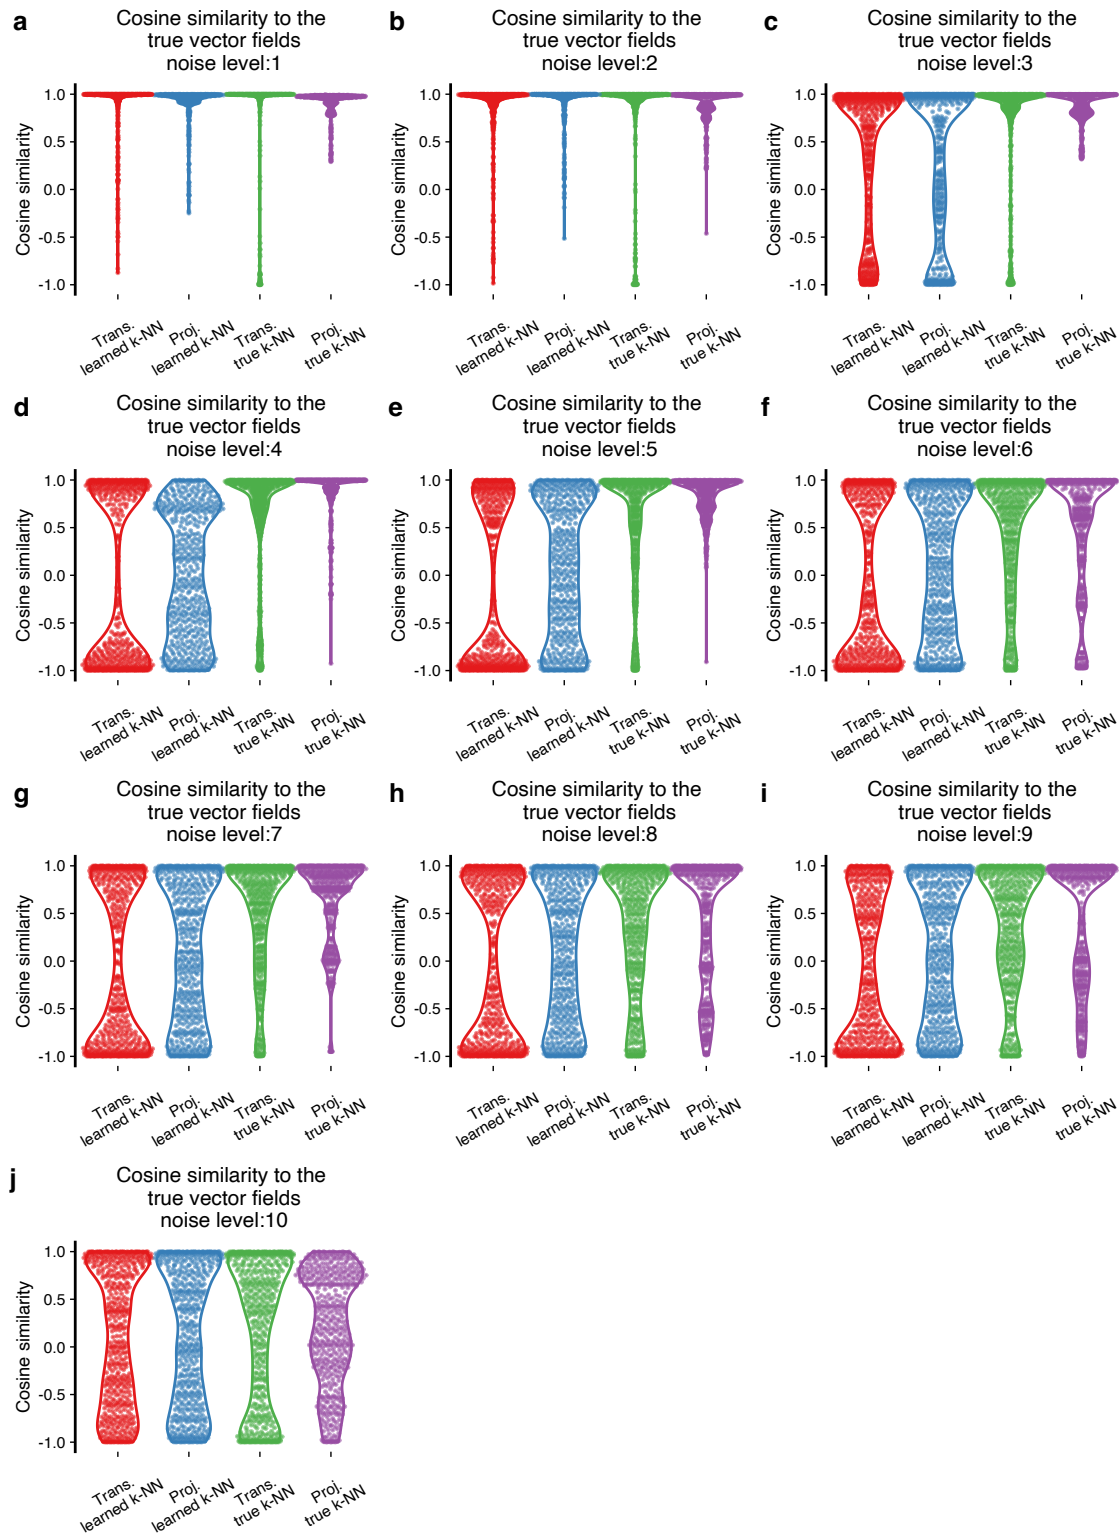 a
Cosine similarity to the
true vector fields
noise level:1
Cosine similarity
1.0
0.5
0.0
-0.5
-1.0
Trans.
learned k-NN
Proj.
learned k-NN
Trans.
true k-NN
Proj.
true k-NN
b
Cosine similarity to the
true vector fields
noise level:2
Cosine similarity
1.0
0.5
0.0
-0.5
-1.0
Trans.
learned k-NN
Proj.
learned k-NN
Trans.
true k-NN
Proj.
true k-NN
c
Cosine similarity to the
true vector fields
noise level:3
Cosine similarity
1.0
0.5
0.0
-0.5
-1.0
Trans.
learned k-NN
Proj.
learned k-NN
Trans.
true k-NN
Proj.
true k-NN
d
Cosine similarity to the
true vector fields
noise level:4
Cosine similarity
1.0
0.5
0.0
-0.5
-1.0
Trans.
learned k-NN
Proj.
learned k-NN
Trans.
true k-NN
Proj.
true k-NN
e
Cosine similarity to the
true vector fields
noise level:5
Cosine similarity
1.0
0.5
0.0
-0.5
-1.0
Trans.
learned k-NN
Proj.
learned k-NN
Trans.
true k-NN
Proj.
true k-NN
f
Cosine similarity to the
true vector fields
noise level:6
Cosine similarity
1.0
0.5
0.0
-0.5
-1.0
Trans.
learned k-NN
Proj.
learned k-NN
Trans.
true k-NN
Proj.
true k-NN
g
Cosine similarity to the
true vector fields
noise level:7
Cosine similarity
1.0
0.5
0.0
-0.5
-1.0
Trans.
learned k-NN
Proj.
learned k-NN
Trans.
true k-NN
Proj.
true k-NN
h
Cosine similarity to the
true vector fields
noise level:8
Cosine similarity
1.0
0.5
0.0
-0.5
-1.0
Trans.
learned k-NN
Proj.
learned k-NN
Trans.
true k-NN
Proj.
true k-NN
i
Cosine similarity to the
true vector fields
noise level:9
Cosine similarity
1.0
0.5
0.0
-0.5
-1.0
Trans.
learned k-NN
Proj.
learned k-NN
Trans.
true k-NN
Proj.
true k-NN
j
Cosine similarity to the
true vector fields
noise level:10
Cosine similarity
1.0
0.5
0.0
-0.5
-1.0
Trans.
learned k-NN
Proj.
learned k-NN
Trans.
true k-NN
Proj.
true k-NN